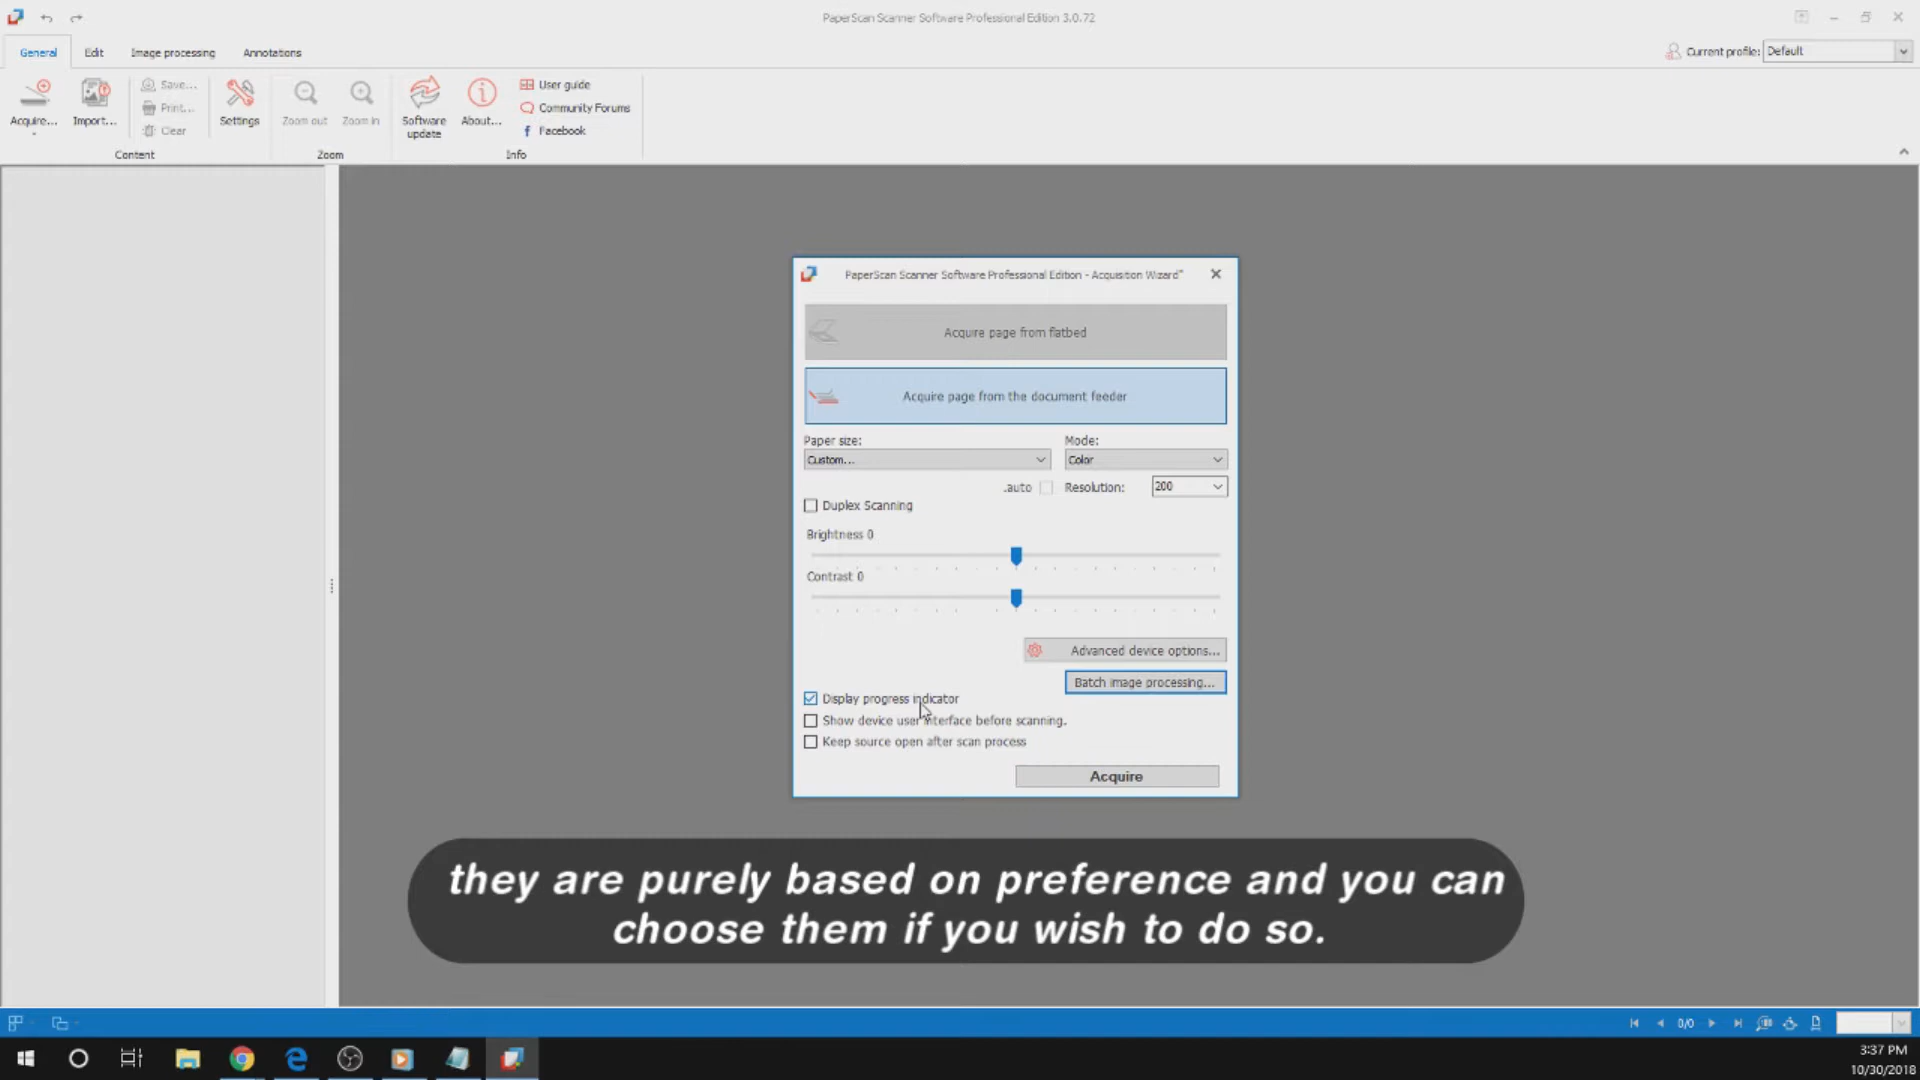 PaperScan Scanner Software Professional Edition 3.0.72
General Edit Image processing Annotations
Current profile: Default
Acquire...
Import...
Save...
Print...
Clear
Content
Settings
Zoom out
Zoom in
Zoom
Software update
About...
User guide
Community Forums
Facebook
Info
PaperScan Scanner Software Professional Edition - Acquisition Wizard™
Acquire page from flatbed
Acquire page from the document feeder
Paper size:
Custom...
Mode:
Color
.auto
Resolution: 200
Duplex Scanning
Brightness 0
Contrast 0
Advanced device options...
Batch image processing...
Display progress indicator
Show device user interface before scanning.
Keep source open after scan process
Acquire
they are purely based on preference and you can
choose them if you wish to do so.
0/0
3:37 PM
10/30/2018